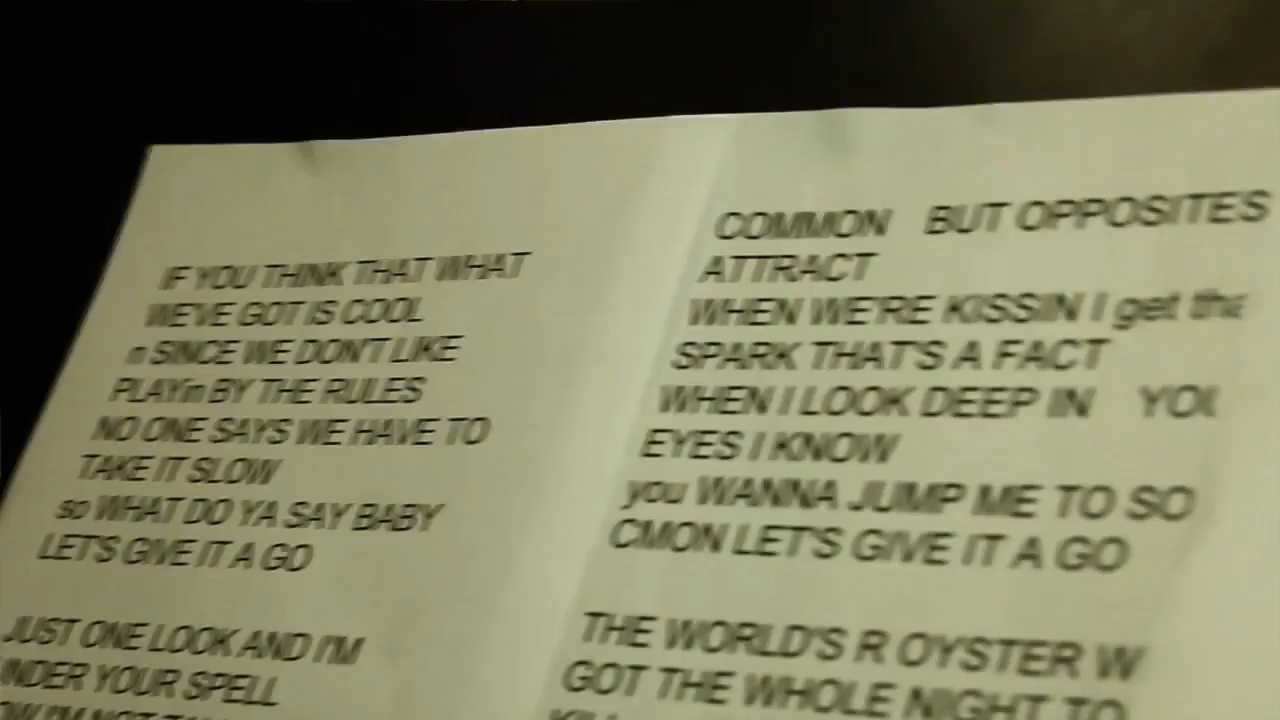 IF YOU THINK THAT WHAT
WE'VE GOT IS COOL
n SINCE WE DON'T LIKE
PLAYin BY THE RULES
NO ONE SAYS WE HAVE TO
TAKE IT SLOW
so WHAT DO YA SAY BABY
LET'S GIVE IT A GO
JUST ONE LOOK AND I'M
YOUR SPELL
I'M NOT
COMMON BUT OPPOSITES
ATTRACT
WHEN WE'RE KISSIN I get the
SPARK THAT'S A FACT
WHEN I LOOK DEEP IN
EYES I KNOW
you WANNA JUMP ME TO SO
CMON LET'S GIVE IT A GO
THE WORLD'S R OYSTER W
GOT THE WHOLE NIGHT TO